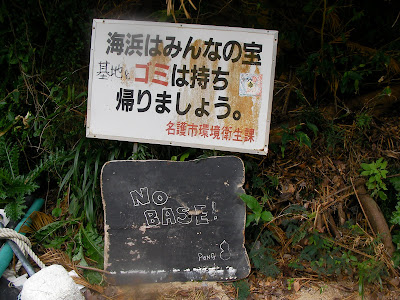 海浜はみんなの宝
基地とゴミは持ち
帰りましょう。
名護市環境衛生課
NO
BASE!